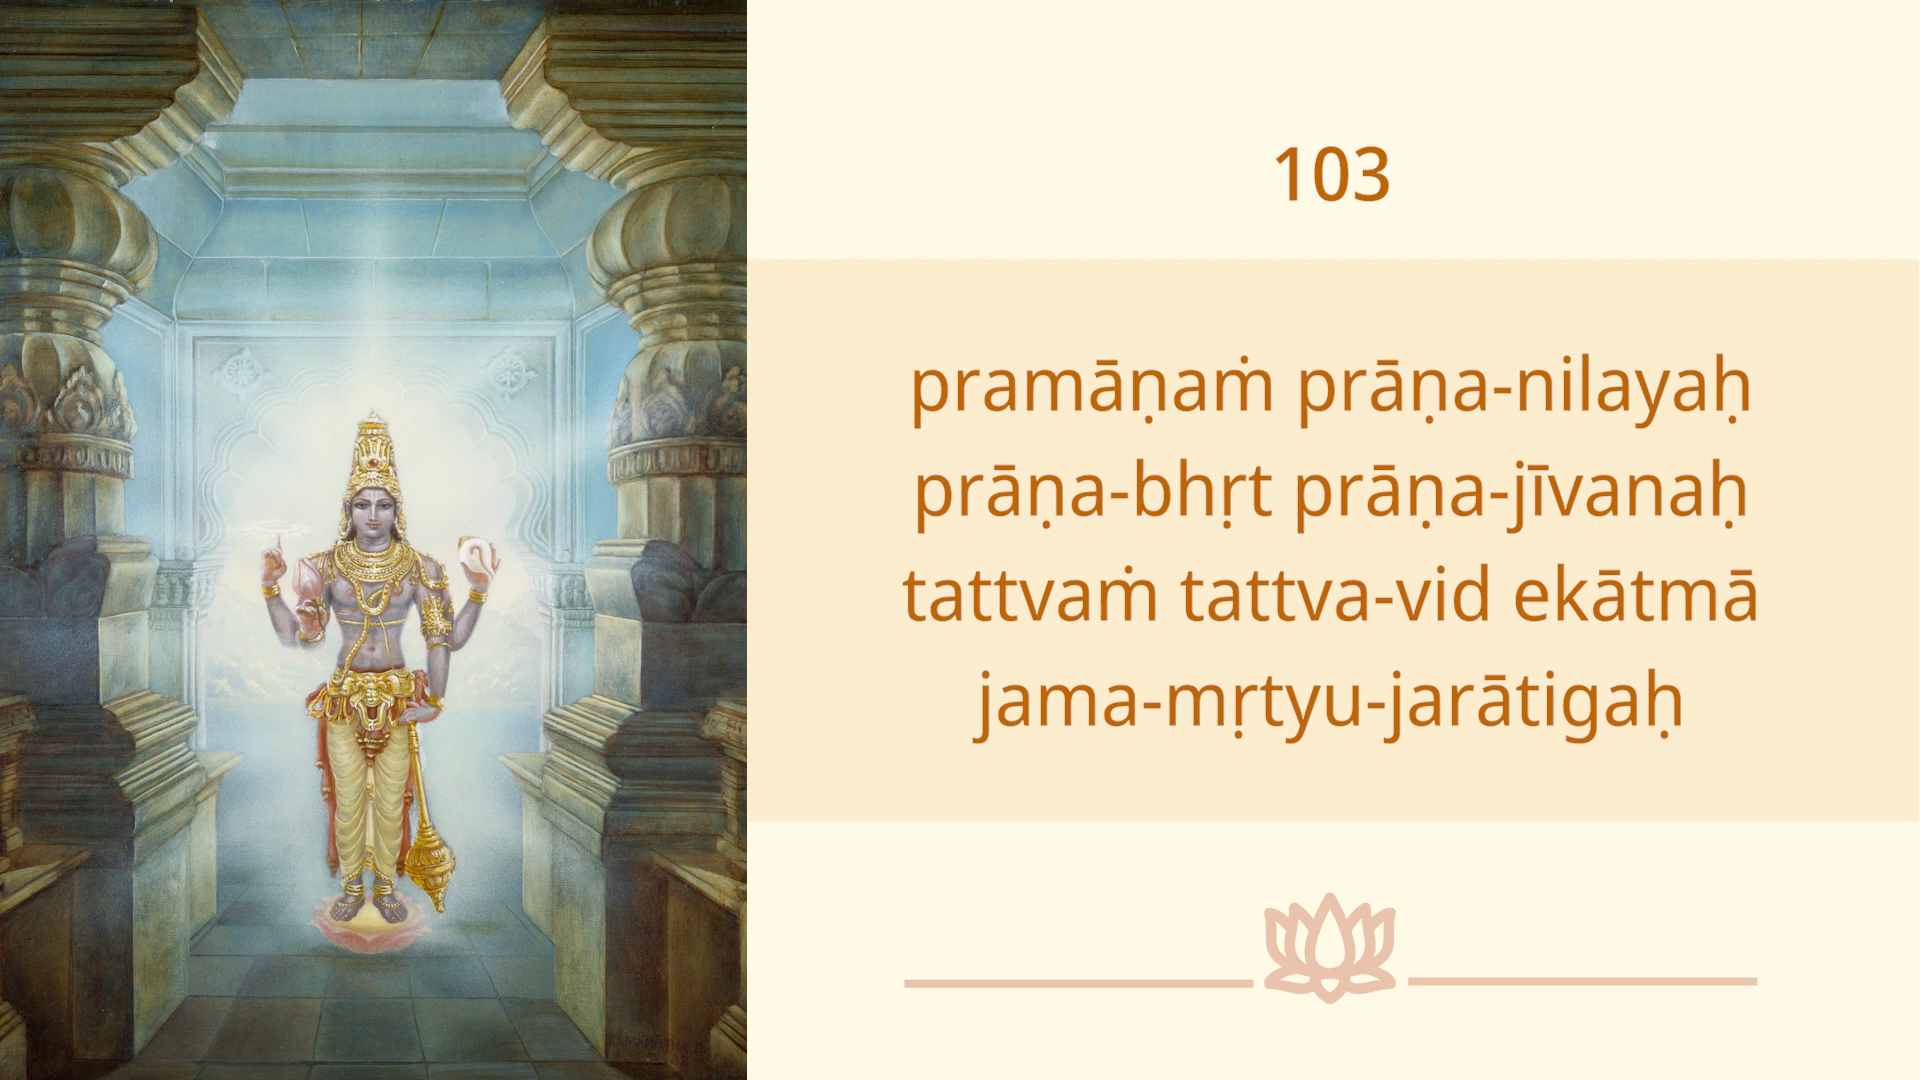 103
pramāṇaṁ prāṇa-nilayaḥ
prāṇa-bhṛt prāṇa-jīvanaḥ
tattvaṁ tattva-vid ekātmā
jama-mṛtyu-jarātigaḥ